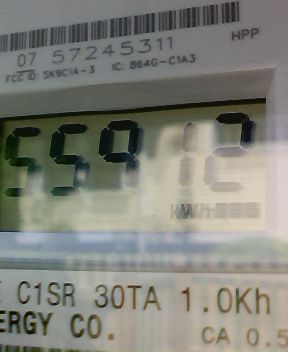 07 57245311
HPP
FCC ID: SK9C1A-3 IC: 864G-C1A3
55912
kWh
C1SR 30TA 1.0Kh
ERGY CO.
CA 0.5